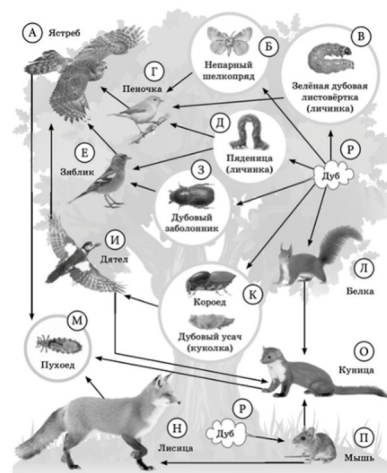 А
Ястреб
Б
Непарный
шелкопряд
В
Зелёная дубовая
листовёртка
(личинка)
Г
Пеночка
Д
Пяденица
(личинка)
Р
Дуб
Е
Зяблик
З
Дубовый
заболонник
И
Дятел
К
Короед
Дубовый усач
(куколка)
Л
Белка
М
Пухоед
О
Куница
Н
Лисица
Р
Дуб
П
Мышь